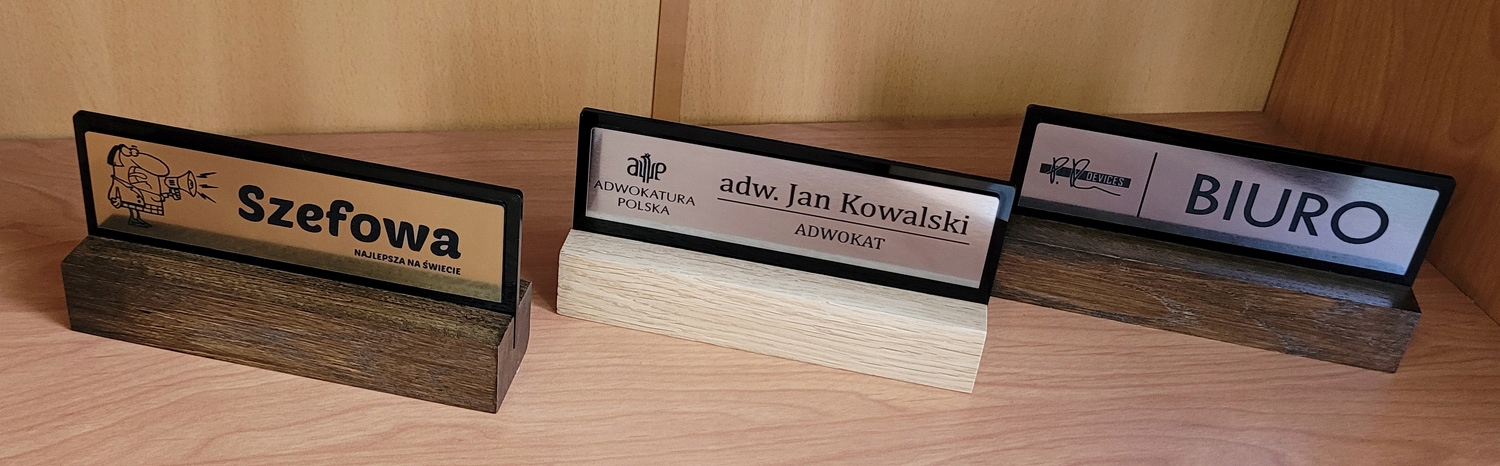 Szefowa
NAJLEPSZA NA ŚWIECIE
ADWOKATURA
POLSKA
adw. Jan Kowalski
ADWOKAT
DEVICES
BIURO